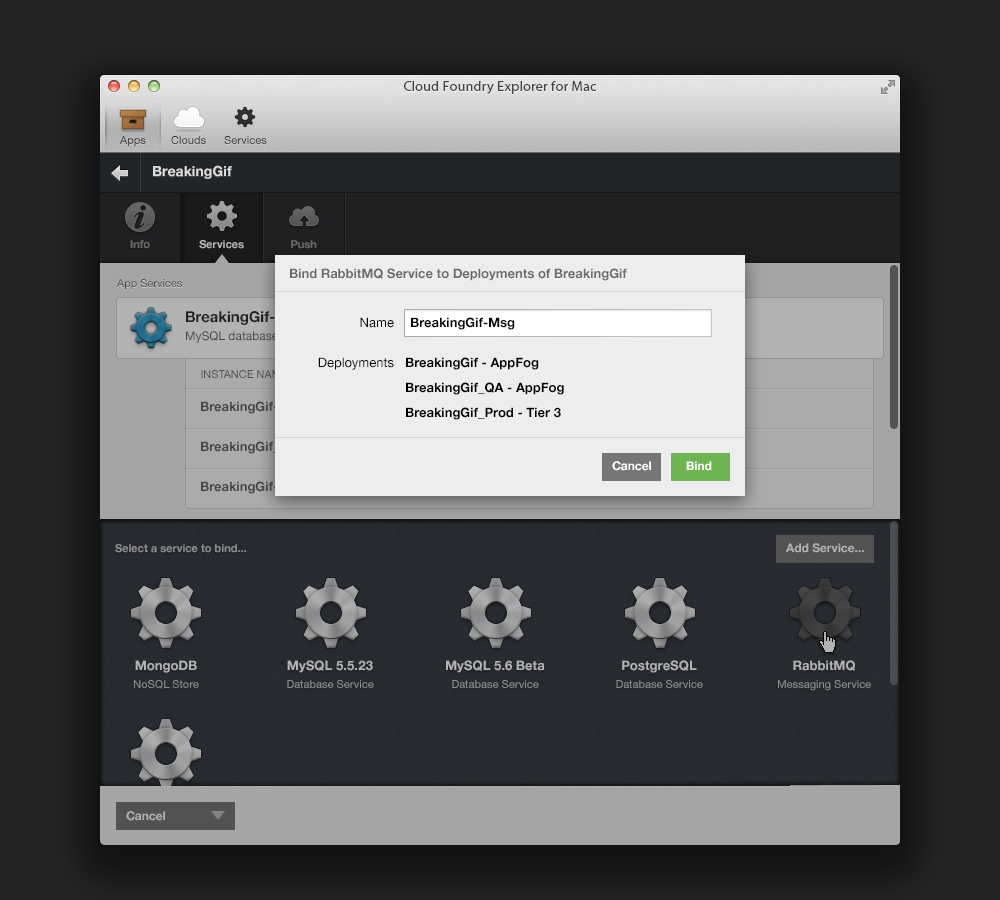 Cloud Foundry Explorer for Mac
Apps Clouds Services
BreakingGif
Info Services Push
Bind RabbitMQ Service to Deployments of BreakingGif
Name BreakingGif-Msg
Deployments BreakingGif - AppFog
BreakingGif_QA - AppFog
BreakingGif_Prod - Tier 3
Cancel Bind
App Services
BreakingGif-
MySQL database
INSTANCE NAM
BreakingGif-
BreakingGif_
BreakingGif-
Select a service to bind... Add Service...
MongoDB MySQL 5.5.23 MySQL 5.6 Beta PostgreSQL RabbitMQ
NoSQL Store Database Service Database Service Database Service Messaging Service
Cancel